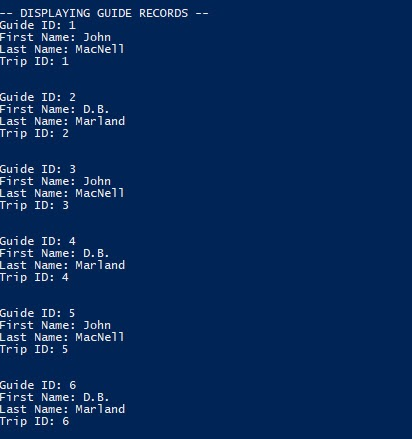 -- DISPLAYING GUIDE RECORDS --
Guide ID: 1
First Name: John
Last Name: MacNell
Trip ID: 1
Guide ID: 2
First Name: D.B.
Last Name: Marland
Trip ID: 2
Guide ID: 3
First Name: John
Last Name: MacNell
Trip ID: 3
Guide ID: 4
First Name: D.B.
Last Name: Marland
Trip ID: 4
Guide ID: 5
First Name: John
Last Name: MacNell
Trip ID: 5
Guide ID: 6
First Name: D.B.
Last Name: Marland
Trip ID: 6